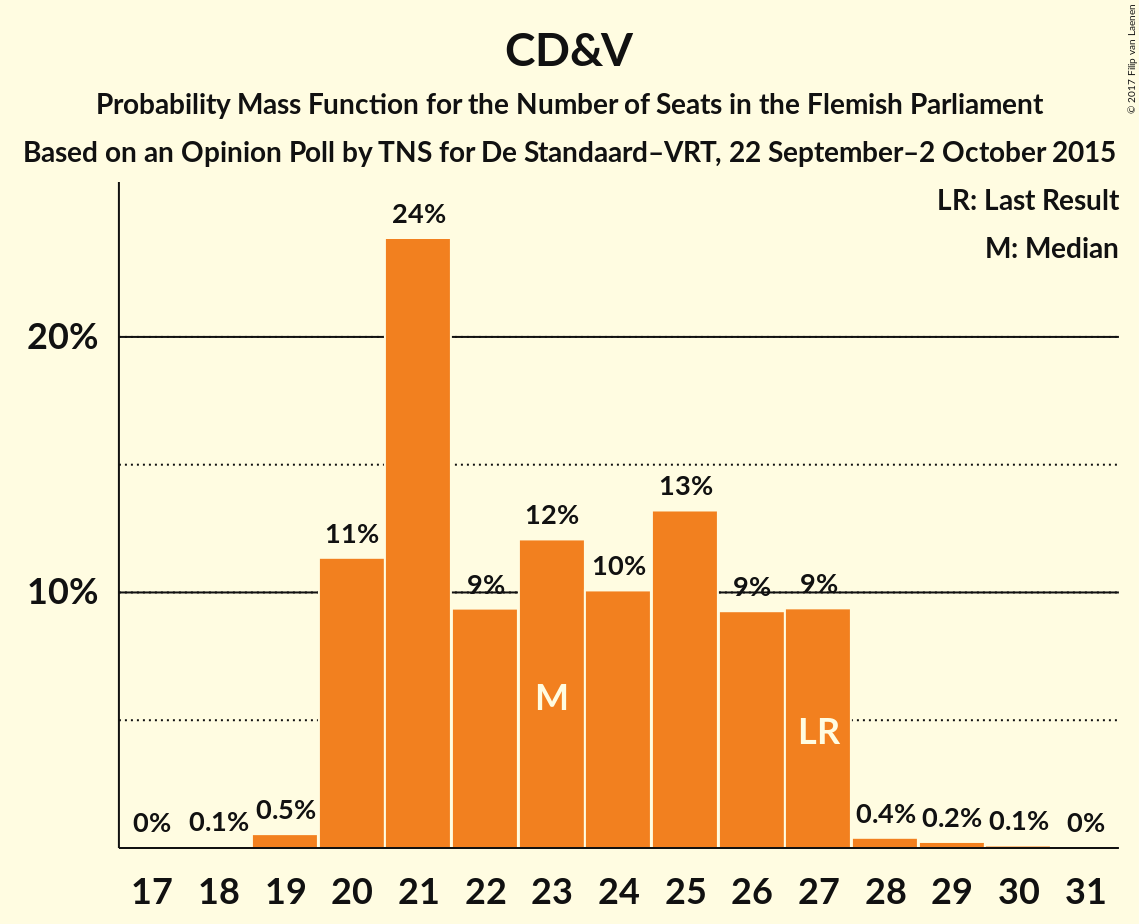 CD&V
Probability Mass Function for the Number of Seats in the Flemish Parliament
Based on an Opinion Poll by TNS for De Standaard–VRT, 22 September–2 October 2015
© 2017 Filip van Laenen
LR: Last Result
M: Median
20%
10%
0%
0.1%
0.5%
11%
24%
9%
12%
10%
13%
9%
9%
0.4%
0.2%
0.1%
0%
M
LR
17 18 19 20 21 22 23 24 25 26 27 28 29 30 31